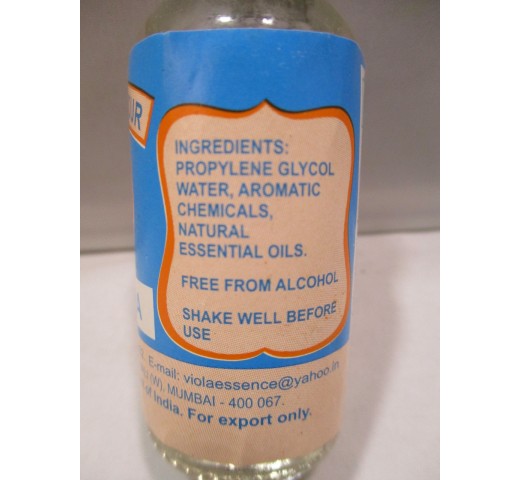 UR
INGREDIENTS:
PROPYLENE GLYCOL
WATER, AROMATIC
CHEMICALS,
NATURAL
ESSENTIAL OILS.
FREE FROM ALCOHOL
SHAKE WELL BEFORE
USE
A
E-mail: violaessence@yahoo.in
(W). MUMBAI - 400 067.
of India. For export only.